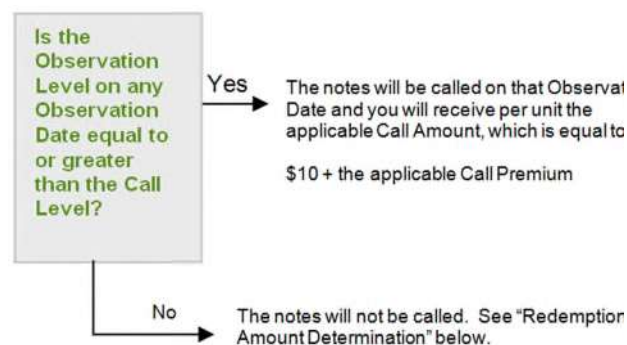 Is the
Observation
Level on any
Observation
Date equal to
or greater
than the Call
Level?
Yes
The notes will be called on that Observat
Date and you will receive per unit the
applicable Call Amount, which is equal to
$10 + the applicable Call Premium
No
The notes will not be called. See “Redemption
Amount Determination” below.